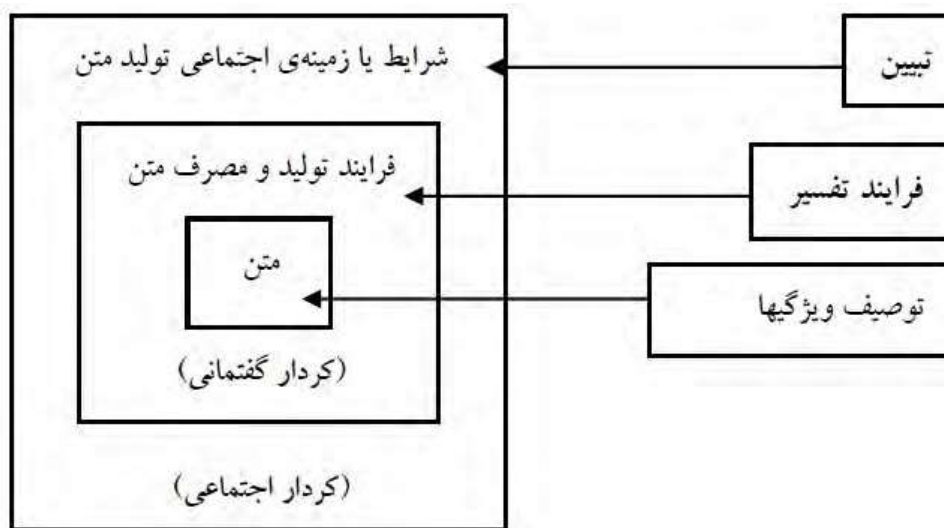 شرایط یا زمینه‌ی اجتماعی تولید متن
تبیین
فرایند تولید و مصرف متن
فرایند تفسیر
متن
توصیف ویژگیها
(کردار گفتمانی)
(کردار اجتماعی)